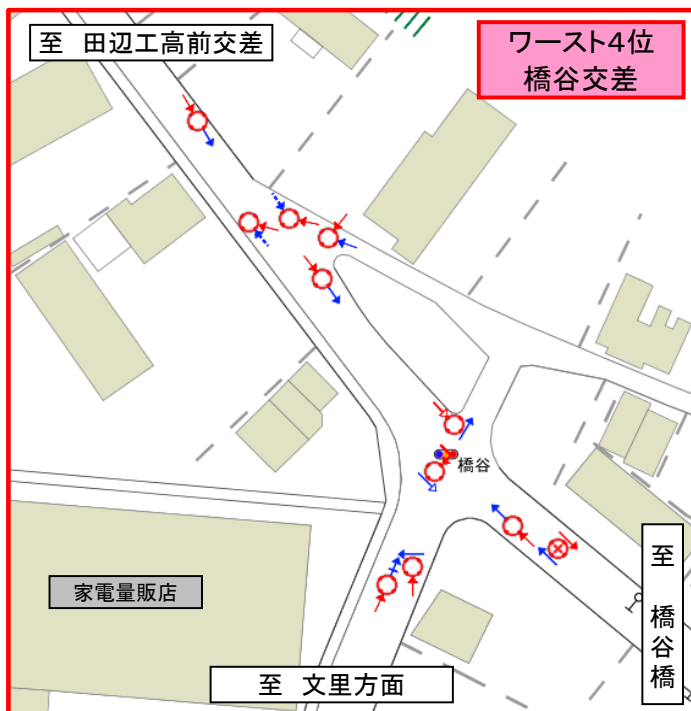 至　田辺工高前交差
ワースト４位
橋谷交差
橋谷
家電量販店
至　橋谷橋
至　文里方面